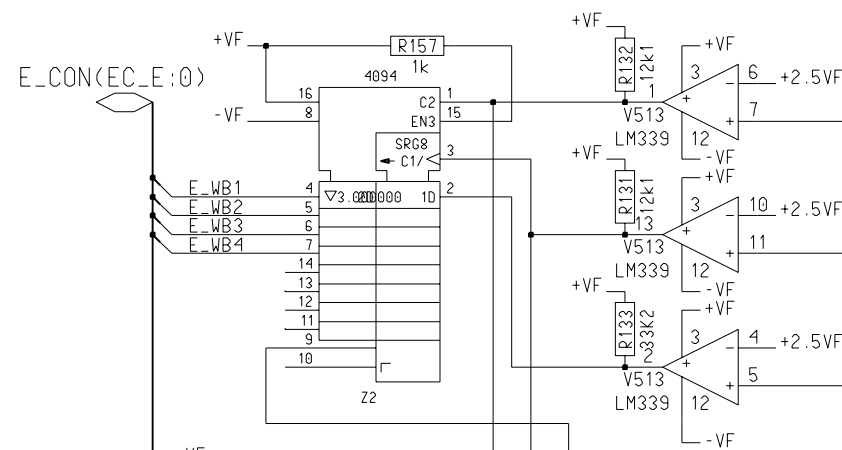 E_CON(EC_E:0)
+VF
R157
1k
4094
16
8
-VF
C2
1
EN3
15
SRG8
C1/
3
E_WB1
E_WB2
E_WB3
E_WB4
4
5
6
7
14
13
12
11
9
10
1D
2
Z2
+VF
R132
12k1
1
V513
LM339
3
+VF
6
+2.5VF
7
12
-VF
+VF
R131
12k1
13
V513
LM339
3
+VF
10
+2.5VF
11
12
-VF
+VF
R133
33K2
2
V513
LM339
3
+VF
4
+2.5VF
5
12
-VF